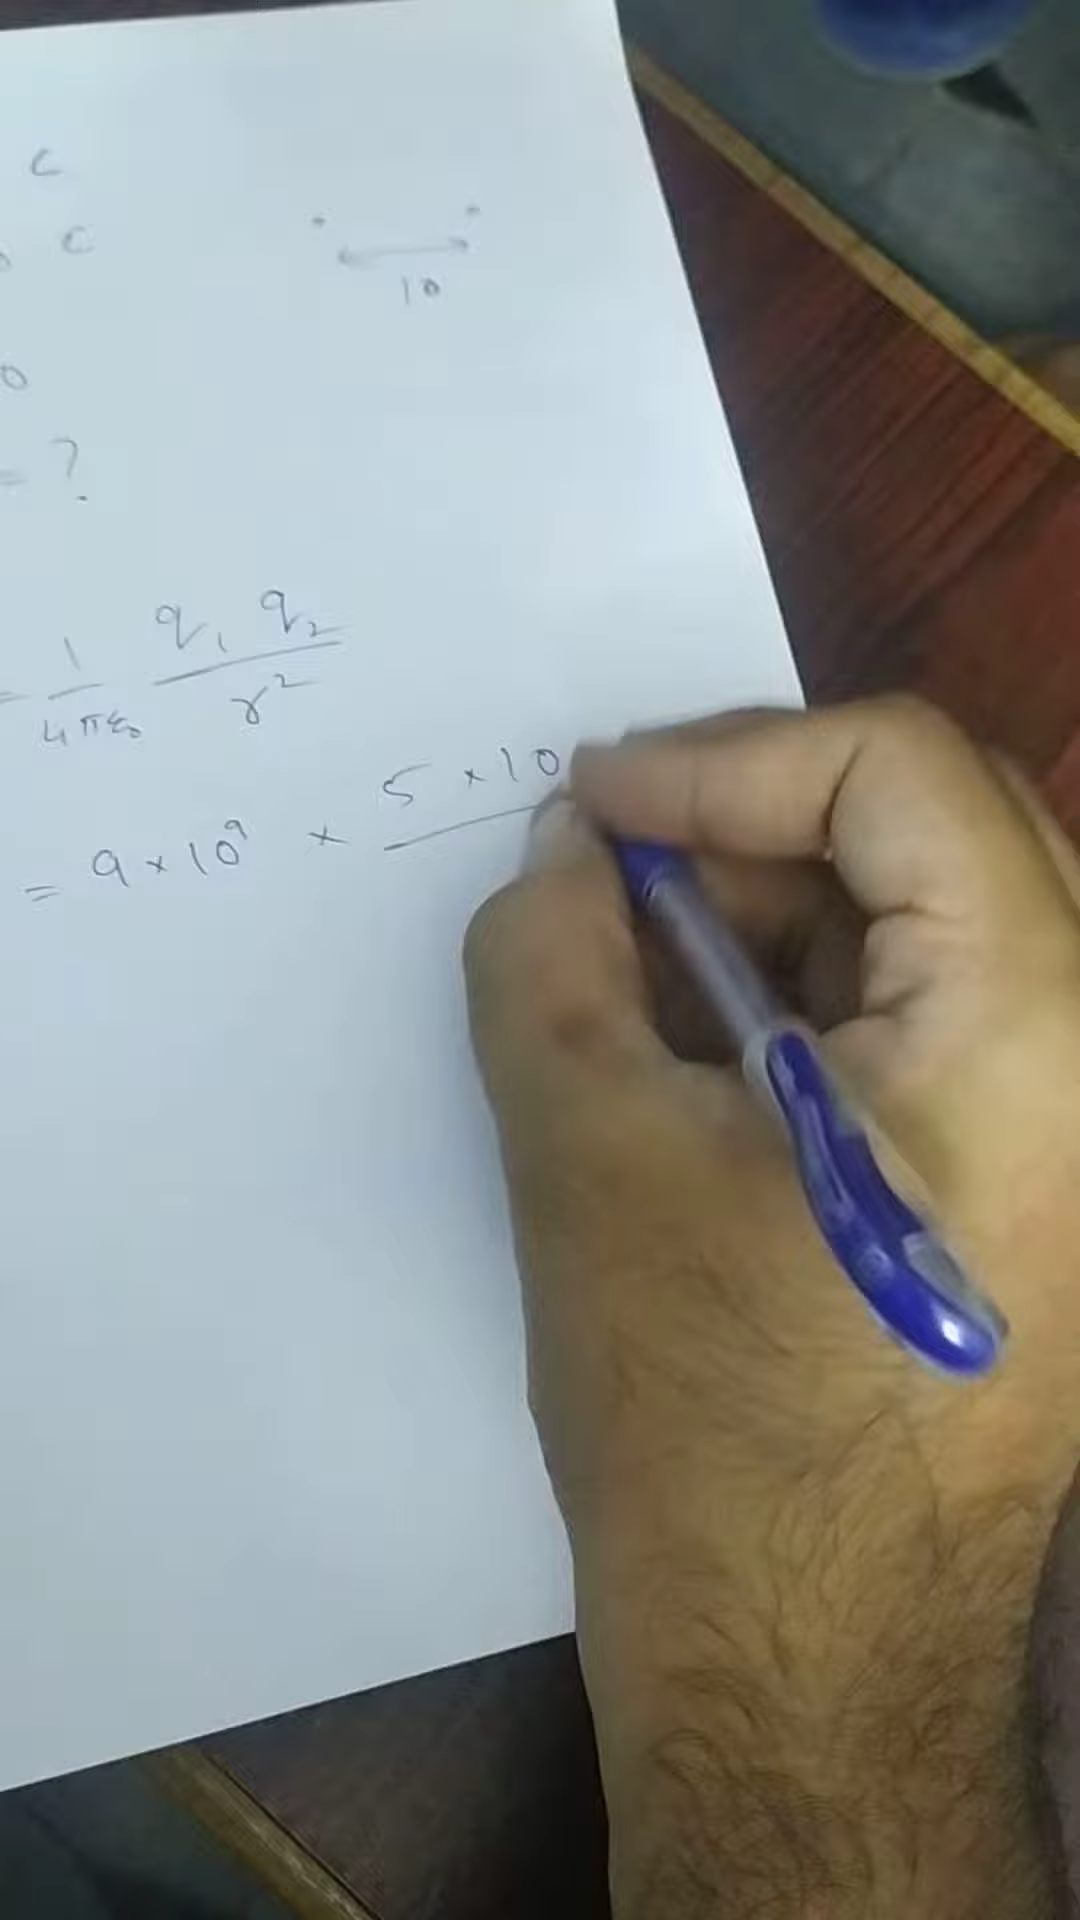 C
C
10
0
= ?
= 1/4πε₀ q₁ q₂/r²
= 9 × 10⁹ × 5 × 10